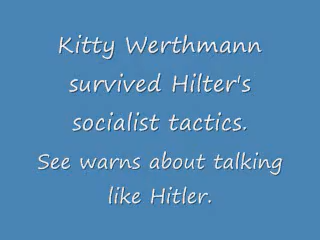 Kitty Werthmann
survived Hilter's
socialist tactics.
See warns about talking
like Hitler.